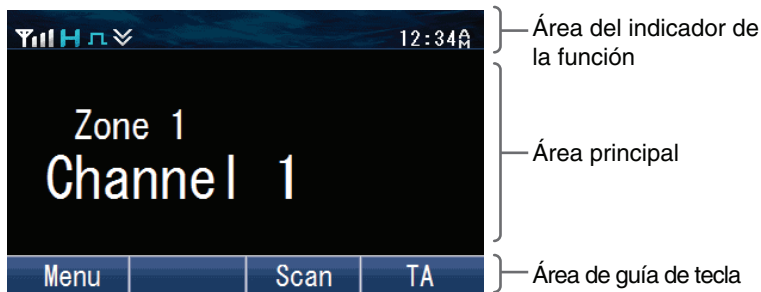 H 12:34AM
Área del indicador de
la función
Zone 1
Channel 1
Área principal
Menu Scan TA
Área de guía de tecla